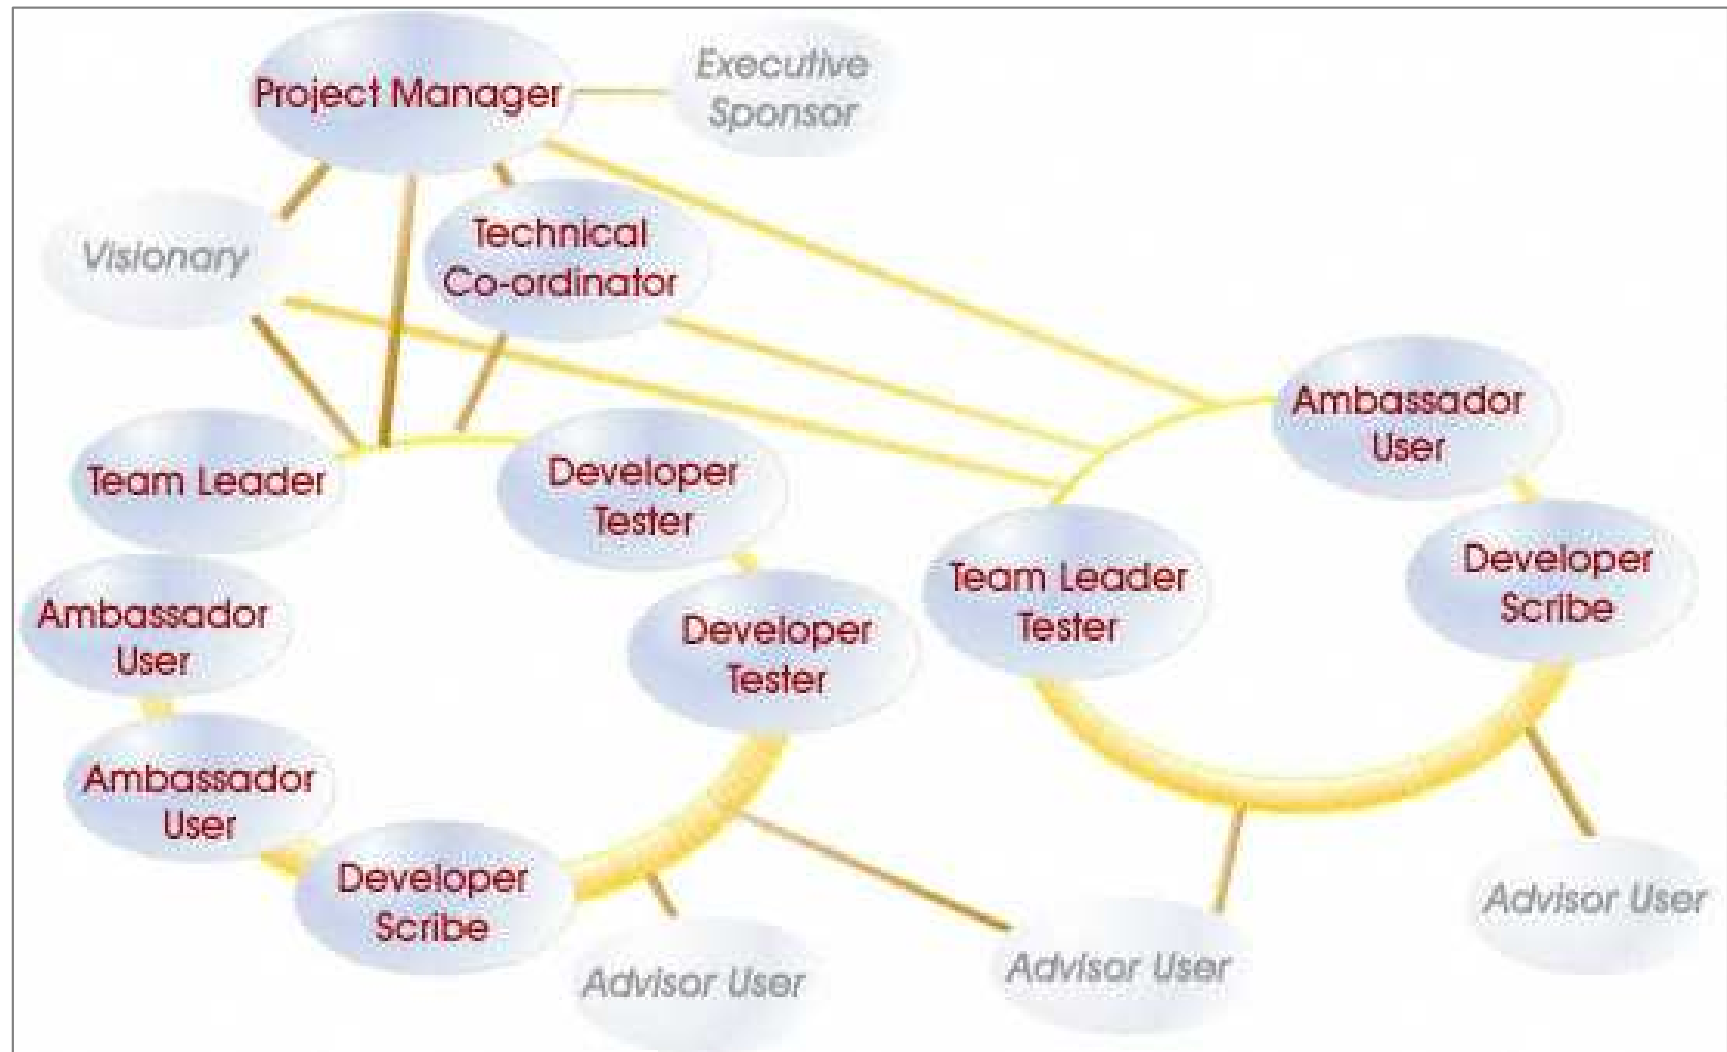 Project Manager
Executive
Sponsor
Visionary
Technical
Co-ordinator
Team Leader
Developer
Tester
Ambassador
User
Developer
Tester
Ambassador
User
Developer
Scribe
Advisor User
Ambassador
User
Team Leader
Tester
Developer
Scribe
Advisor User
Advisor User